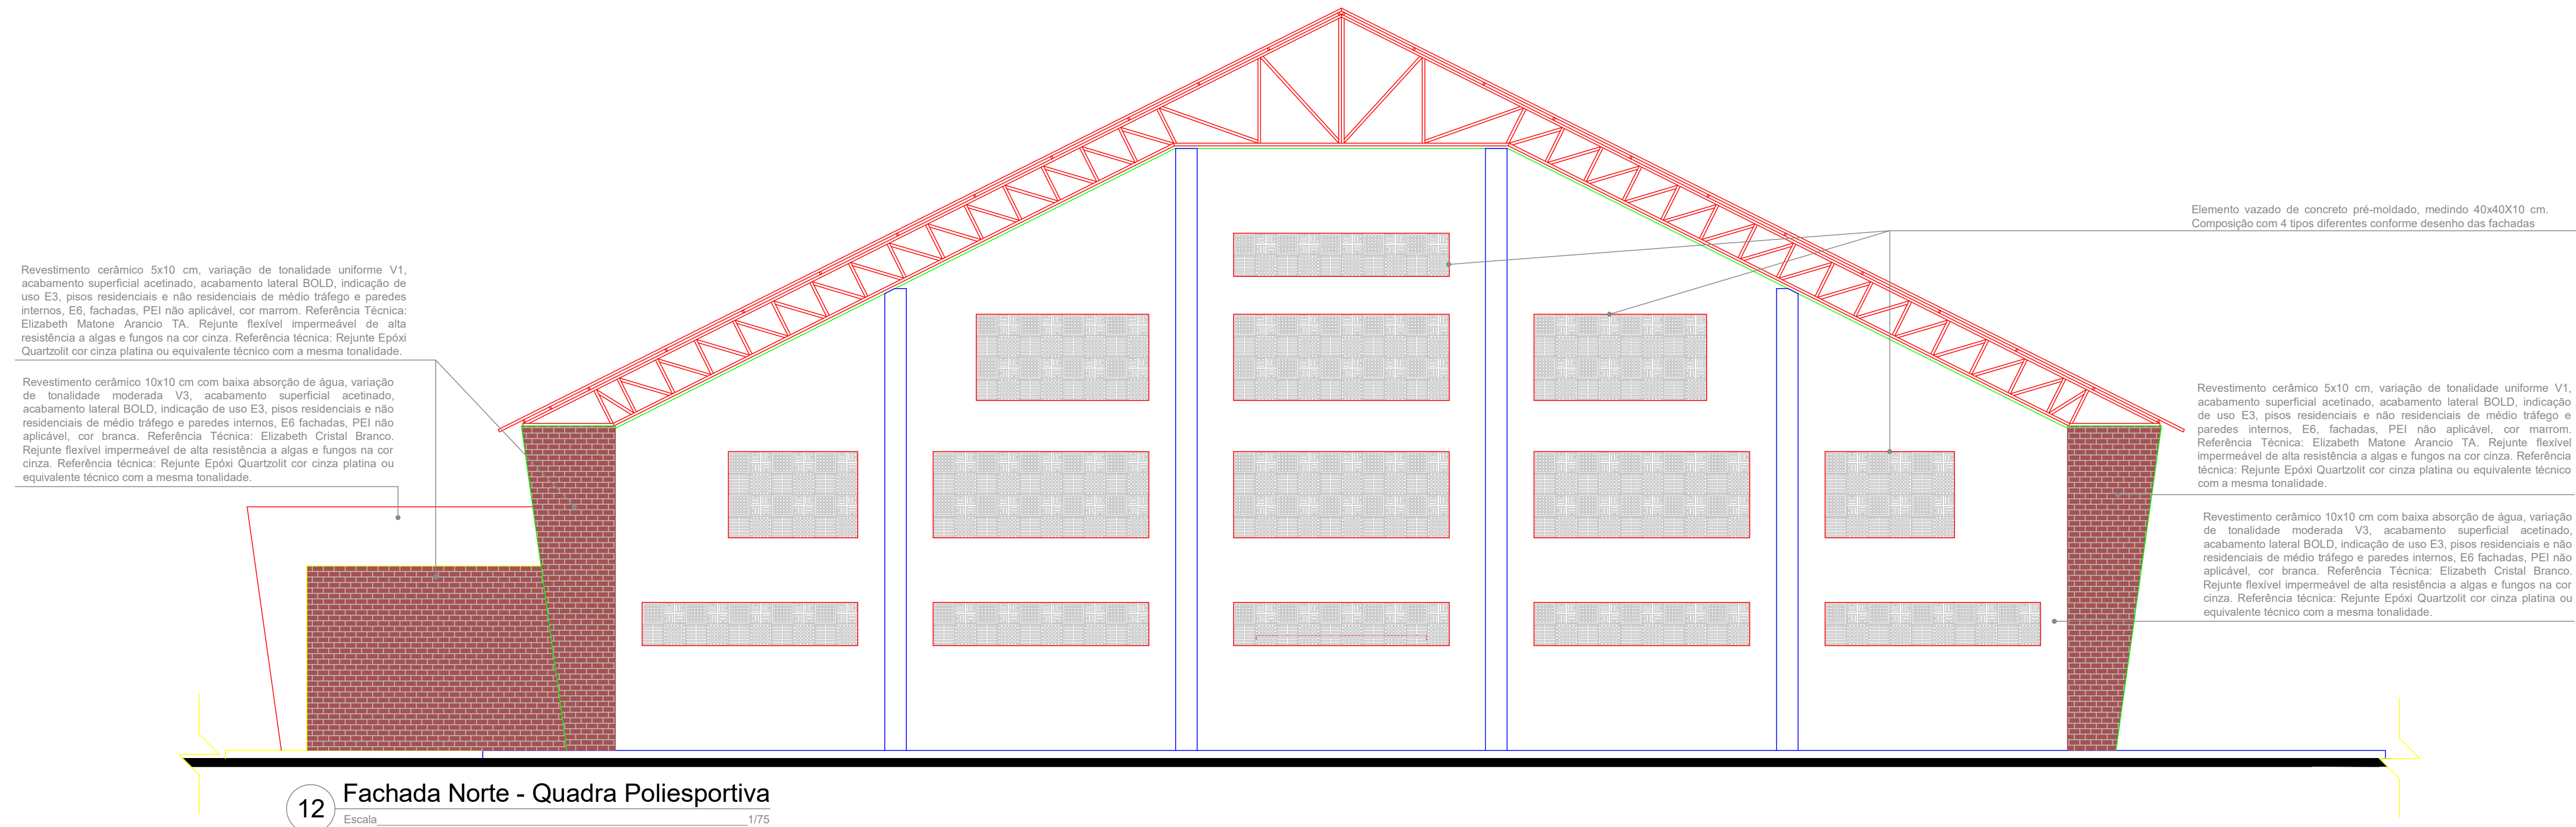 Elemento vazado de concreto pré-moldado, medindo 40x40X10 cm.
Composição com 4 tipos diferentes conforme desenho das fachadas
Revestimento cerâmico 5x10 cm, variação de tonalidade uniforme V1,
acabamento superficial acetinado, acabamento lateral BOLD, indicação de
uso E3, pisos residenciais e não residenciais de médio tráfego e paredes
internos, E6, fachadas, PEI não aplicável, cor marrom. Referência Técnica:
Elizabeth Matone Arancio TA. Rejunte flexível impermeável de alta
resistência a algas e fungos na cor cinza. Referência técnica: Rejunte Epóxi
Quartzolit cor cinza platina ou equivalente técnico com a mesma tonalidade.
Revestimento cerâmico 10x10 cm com baixa absorção de água, variação
de tonalidade moderada V3, acabamento superficial acetinado,
acabamento lateral BOLD, indicação de uso E3, pisos residenciais e não
residenciais de médio tráfego e paredes internos, E6 fachadas, PEI não
aplicável, cor branca. Referência Técnica: Elizabeth Cristal Branco.
Rejunte flexível impermeável de alta resistência a algas e fungos na cor
cinza. Referência técnica: Rejunte Epóxi Quartzolit cor cinza platina ou
equivalente técnico com a mesma tonalidade.
Revestimento cerâmico 5x10 cm, variação de tonalidade uniforme V1,
acabamento superficial acetinado, acabamento lateral BOLD, indicação
de uso E3, pisos residenciais e não residenciais de médio tráfego e
paredes internos, E6, fachadas, PEI não aplicável, cor marrom.
Referência Técnica: Elizabeth Matone Arancio TA. Rejunte flexível
impermeável de alta resistência a algas e fungos na cor cinza. Referência
técnica: Rejunte Epóxi Quartzolit cor cinza platina ou equivalente técnico
com a mesma tonalidade.
Revestimento cerâmico 10x10 cm com baixa absorção de água, variação
de tonalidade moderada V3, acabamento superficial acetinado,
acabamento lateral BOLD, indicação de uso E3, pisos residenciais e não
residenciais de médio tráfego e paredes internos, E6 fachadas, PEI não
aplicável, cor branca. Referência Técnica: Elizabeth Cristal Branco.
Rejunte flexível impermeável de alta resistência a algas e fungos na cor
cinza. Referência técnica: Rejunte Epóxi Quartzolit cor cinza platina ou
equivalente técnico com a mesma tonalidade.
12
Fachada Norte - Quadra Poliesportiva
Escala 1/75